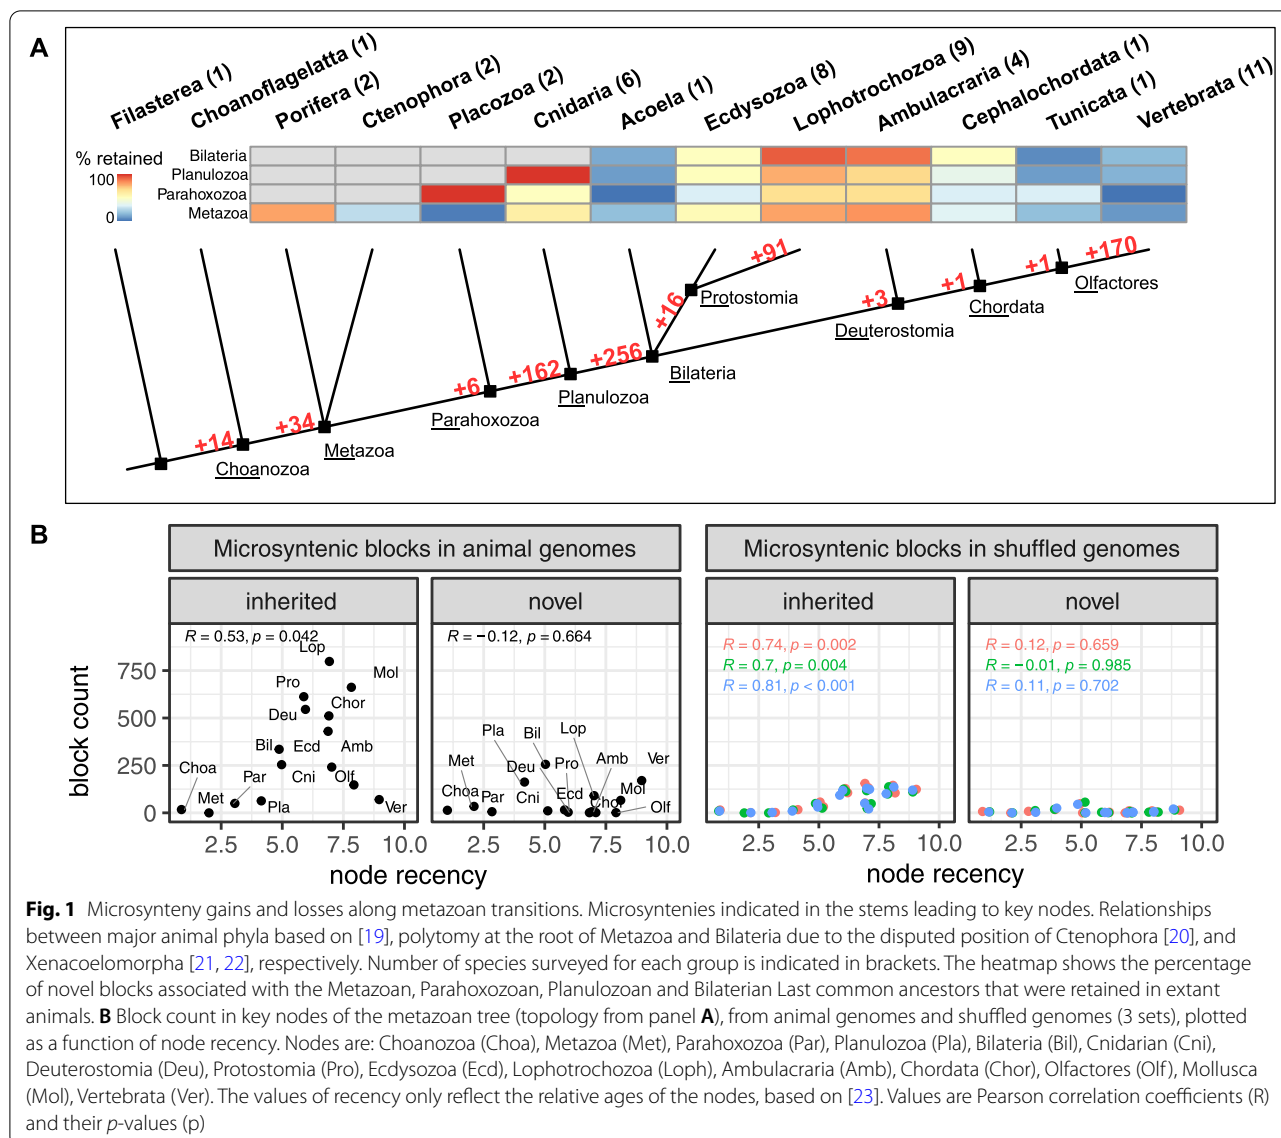 A
Filasterea (1)
Choanoflagelatta (1)
Porifera (2)
Ctenophora (2)
Placozoa (2)
Cnidaria (6)
Acoela (1)
Ecdysozoa (8)
Lophotrochozoa (9)
Ambulacraria (4)
Cephalochordata (1)
Tunicata (1)
Vertebrata (11)
% retained
100
0
Bilateria
Planulozoa
Parahoxozoa
Metazoa
+14
+34
+6
+162
+256
+16
+91
+3
+1
+1
+170
Choanozoa
Metazoa
Parahoxozoa
Planulozoa
Bilateria
Protostomia
Deuterostomia
Chordata
Olfactores
B
Microsyntenic blocks in animal genomes
Microsyntenic blocks in shuffled genomes
inherited
novel
inherited
novel
block count
750
500
250
0
R = 0.53, p = 0.042
Lop
Mol
Pro
Chor
Deu
Bil
Ecd
Amb
Choa
Cni
Olf
Par
Met
Pla
Ver
R = −0.12, p = 0.664
Pla
Bil
Lop
Met
Deu
Pro
Amb
Ver
Choa
Par
Cni
Ecd
Chor
Mol
Olf
R = 0.74, p = 0.002
R = 0.7, p = 0.004
R = 0.81, p < 0.001
R = 0.12, p = 0.659
R = −0.01, p = 0.985
R = 0.11, p = 0.702
2.5 5.0 7.5 10.0
2.5 5.0 7.5 10.0
2.5 5.0 7.5 10.0
2.5 5.0 7.5 10.0
node recency
node recency
Fig. 1 Microsynteny gains and losses along metazoan transitions. Microsyntenies indicated in the stems leading to key nodes. Relationships
between major animal phyla based on [19], polytomy at the root of Metazoa and Bilateria due to the disputed position of Ctenophora [20], and
Xenacoelomorpha [21, 22], respectively. Number of species surveyed for each group is indicated in brackets. The heatmap shows the percentage
of novel blocks associated with the Metazoan, Parahoxozoan, Planulozoan and Bilaterian Last common ancestors that were retained in extant
animals. B Block count in key nodes of the metazoan tree (topology from panel A), from animal genomes and shuffled genomes (3 sets), plotted
as a function of node recency. Nodes are: Choanozoa (Choa), Metazoa (Met), Parahoxozoa (Par), Planulozoa (Pla), Bilateria (Bil), Cnidarian (Cni),
Deuterostomia (Deu), Protostomia (Pro), Ecdysozoa (Ecd), Lophotrochozoa (Loph), Ambulacraria (Amb), Chordata (Chor), Olfactores (Olf), Mollusca
(Mol), Vertebrata (Ver). The values of recency only reflect the relative ages of the nodes, based on [23]. Values are Pearson correlation coefficients (R)
and their p-values (p)